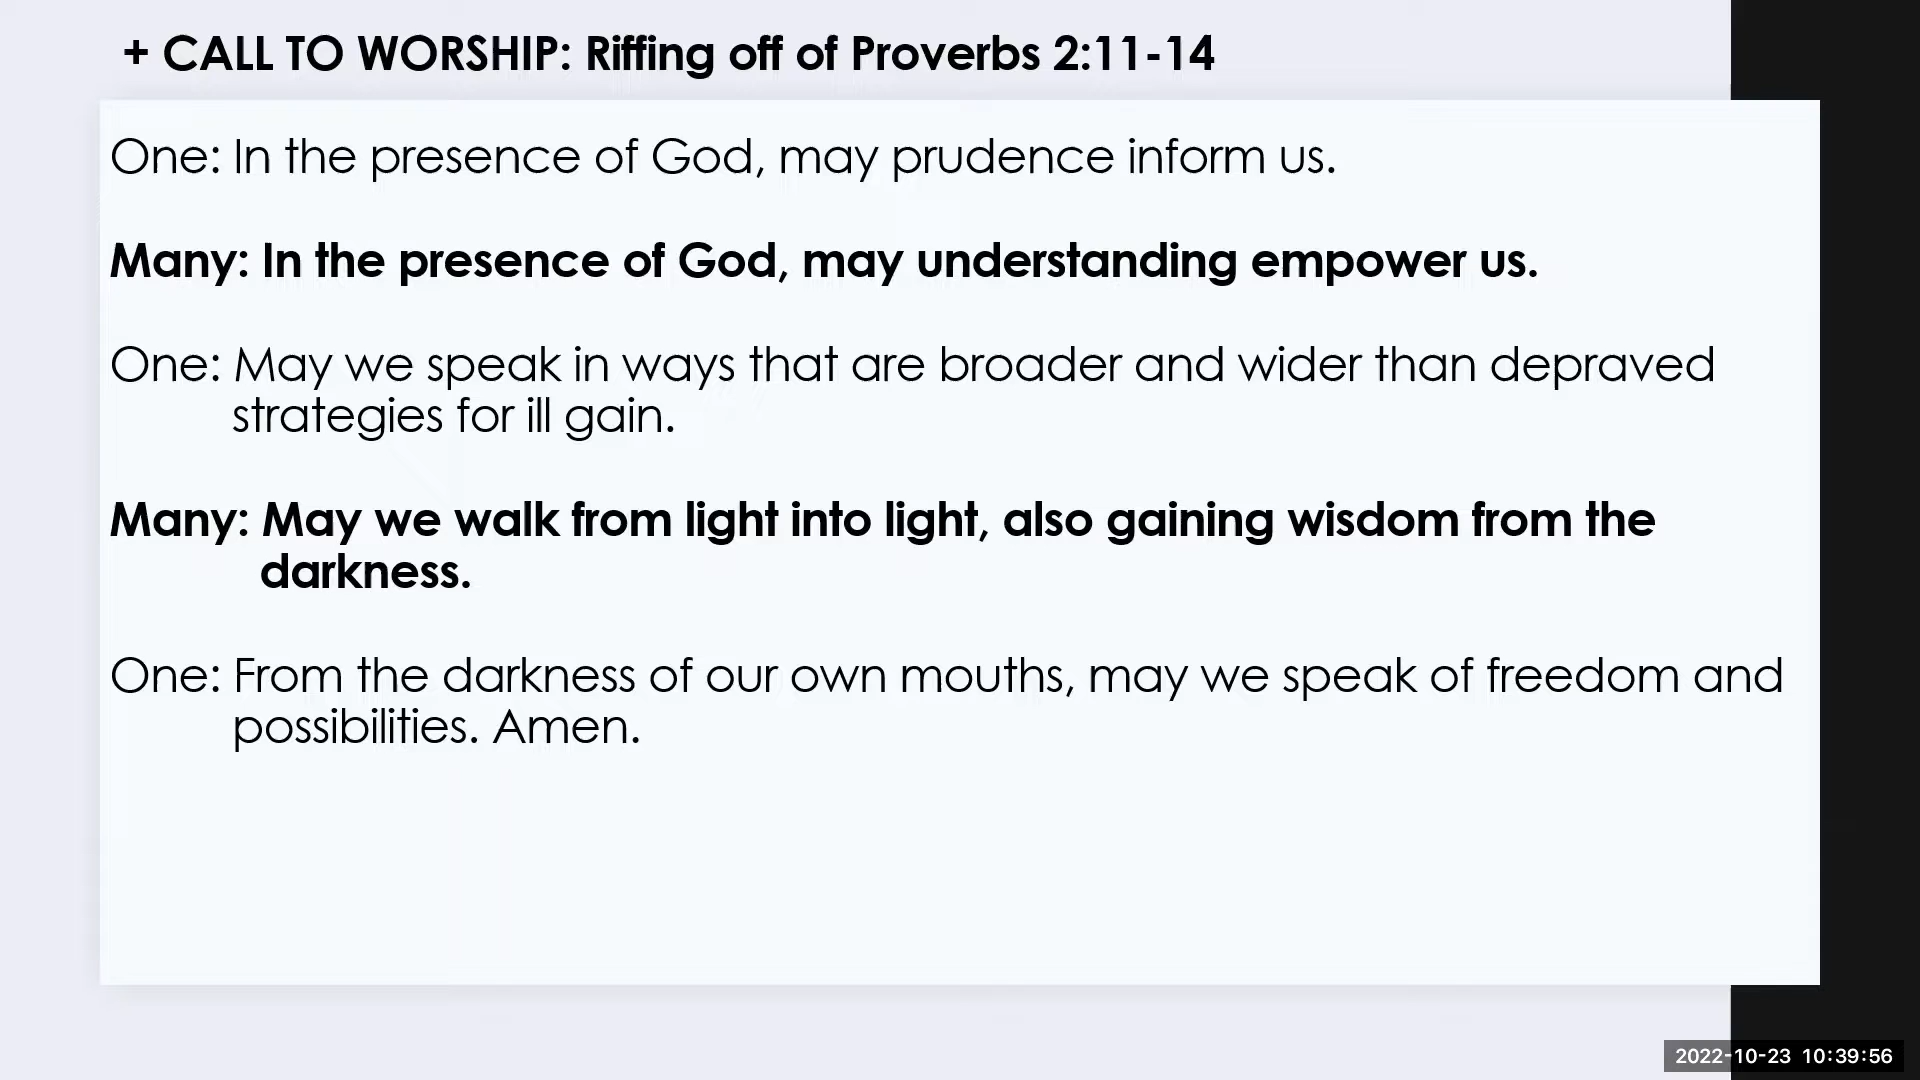 + CALL TO WORSHIP: Riffing off of Proverbs 2:11-14
One: In the presence of God, may prudence inform us.
Many: In the presence of God, may understanding empower us.
One: May we speak in ways that are broader and wider than depraved
strategies for ill gain.
Many: May we walk from light into light, also gaining wisdom from the
darkness.
One: From the darkness of our own mouths, may we speak of freedom and
possibilities. Amen.
2022-10-23 10:39:56